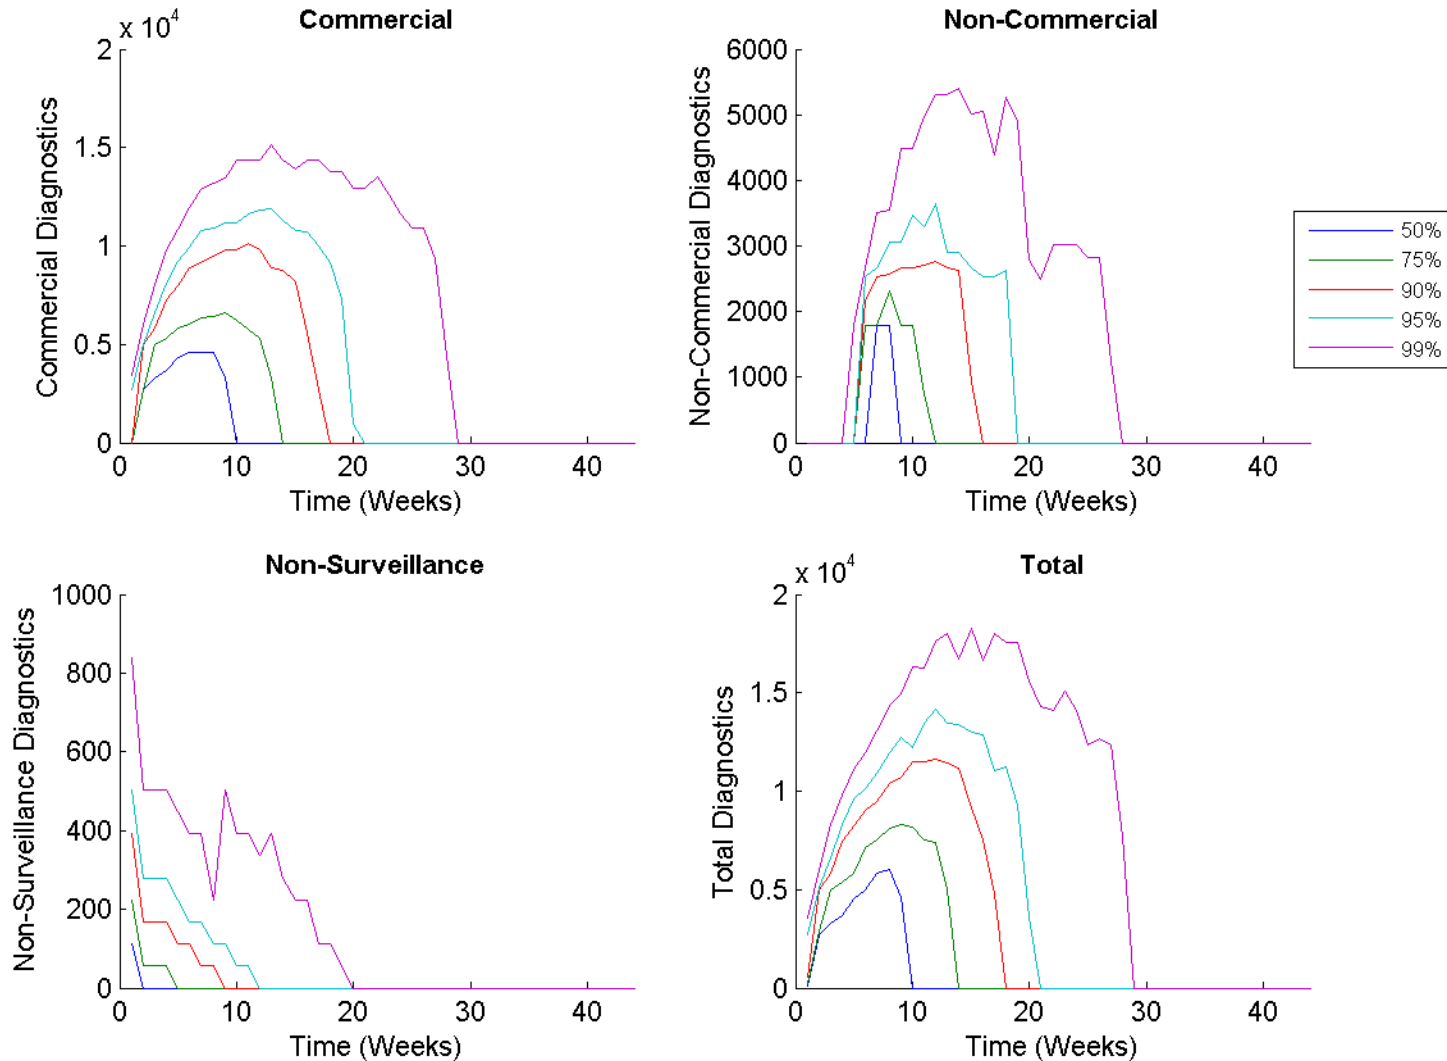 Commercial
x 10^4
2
1.5
1
0.5
0
0 10 20 30 40
Commercial Diagnostics
Time (Weeks)
Non-Commercial
6000
5000
4000
3000
2000
1000
0
0 10 20 30 40
Non-Commercial Diagnostics
Time (Weeks)
50%
75%
90%
95%
99%
Non-Surveillance
1000
800
600
400
200
0
0 10 20 30 40
Non-Surveillance Diagnostics
Time (Weeks)
Total
x 10^4
2
1.5
1
0.5
0
0 10 20 30 40
Total Diagnostics
Time (Weeks)